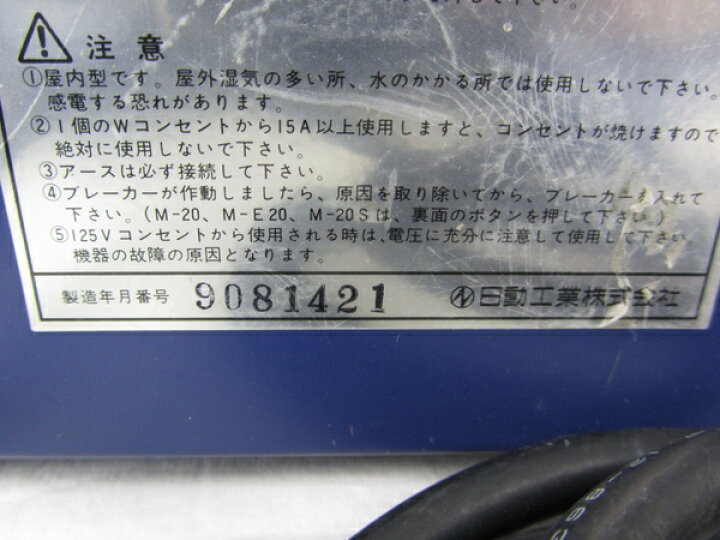 注意
①屋内型です。屋外湿気の多い所、水のかかる所では使用しないで下さい。
感電する恐れがあります。
②1個のWコンセントから15A以上使用しますと、コンセントが焼けますので
絶対に使用しないで下さい。
③アースは必ず接続して下さい。
④ブレーカーが作動しましたら、原因を取り除いてから、ブレーカーを入れて
下さい。(M-20、M-E20、M-20Sは、裏面のボタンを押して下さい。)
⑤125Vコンセントから使用される時は、電圧に充分に注意して使用して下さい。
機器の故障の原因となります。
製造年月番号 9081421 日動工業株式会社